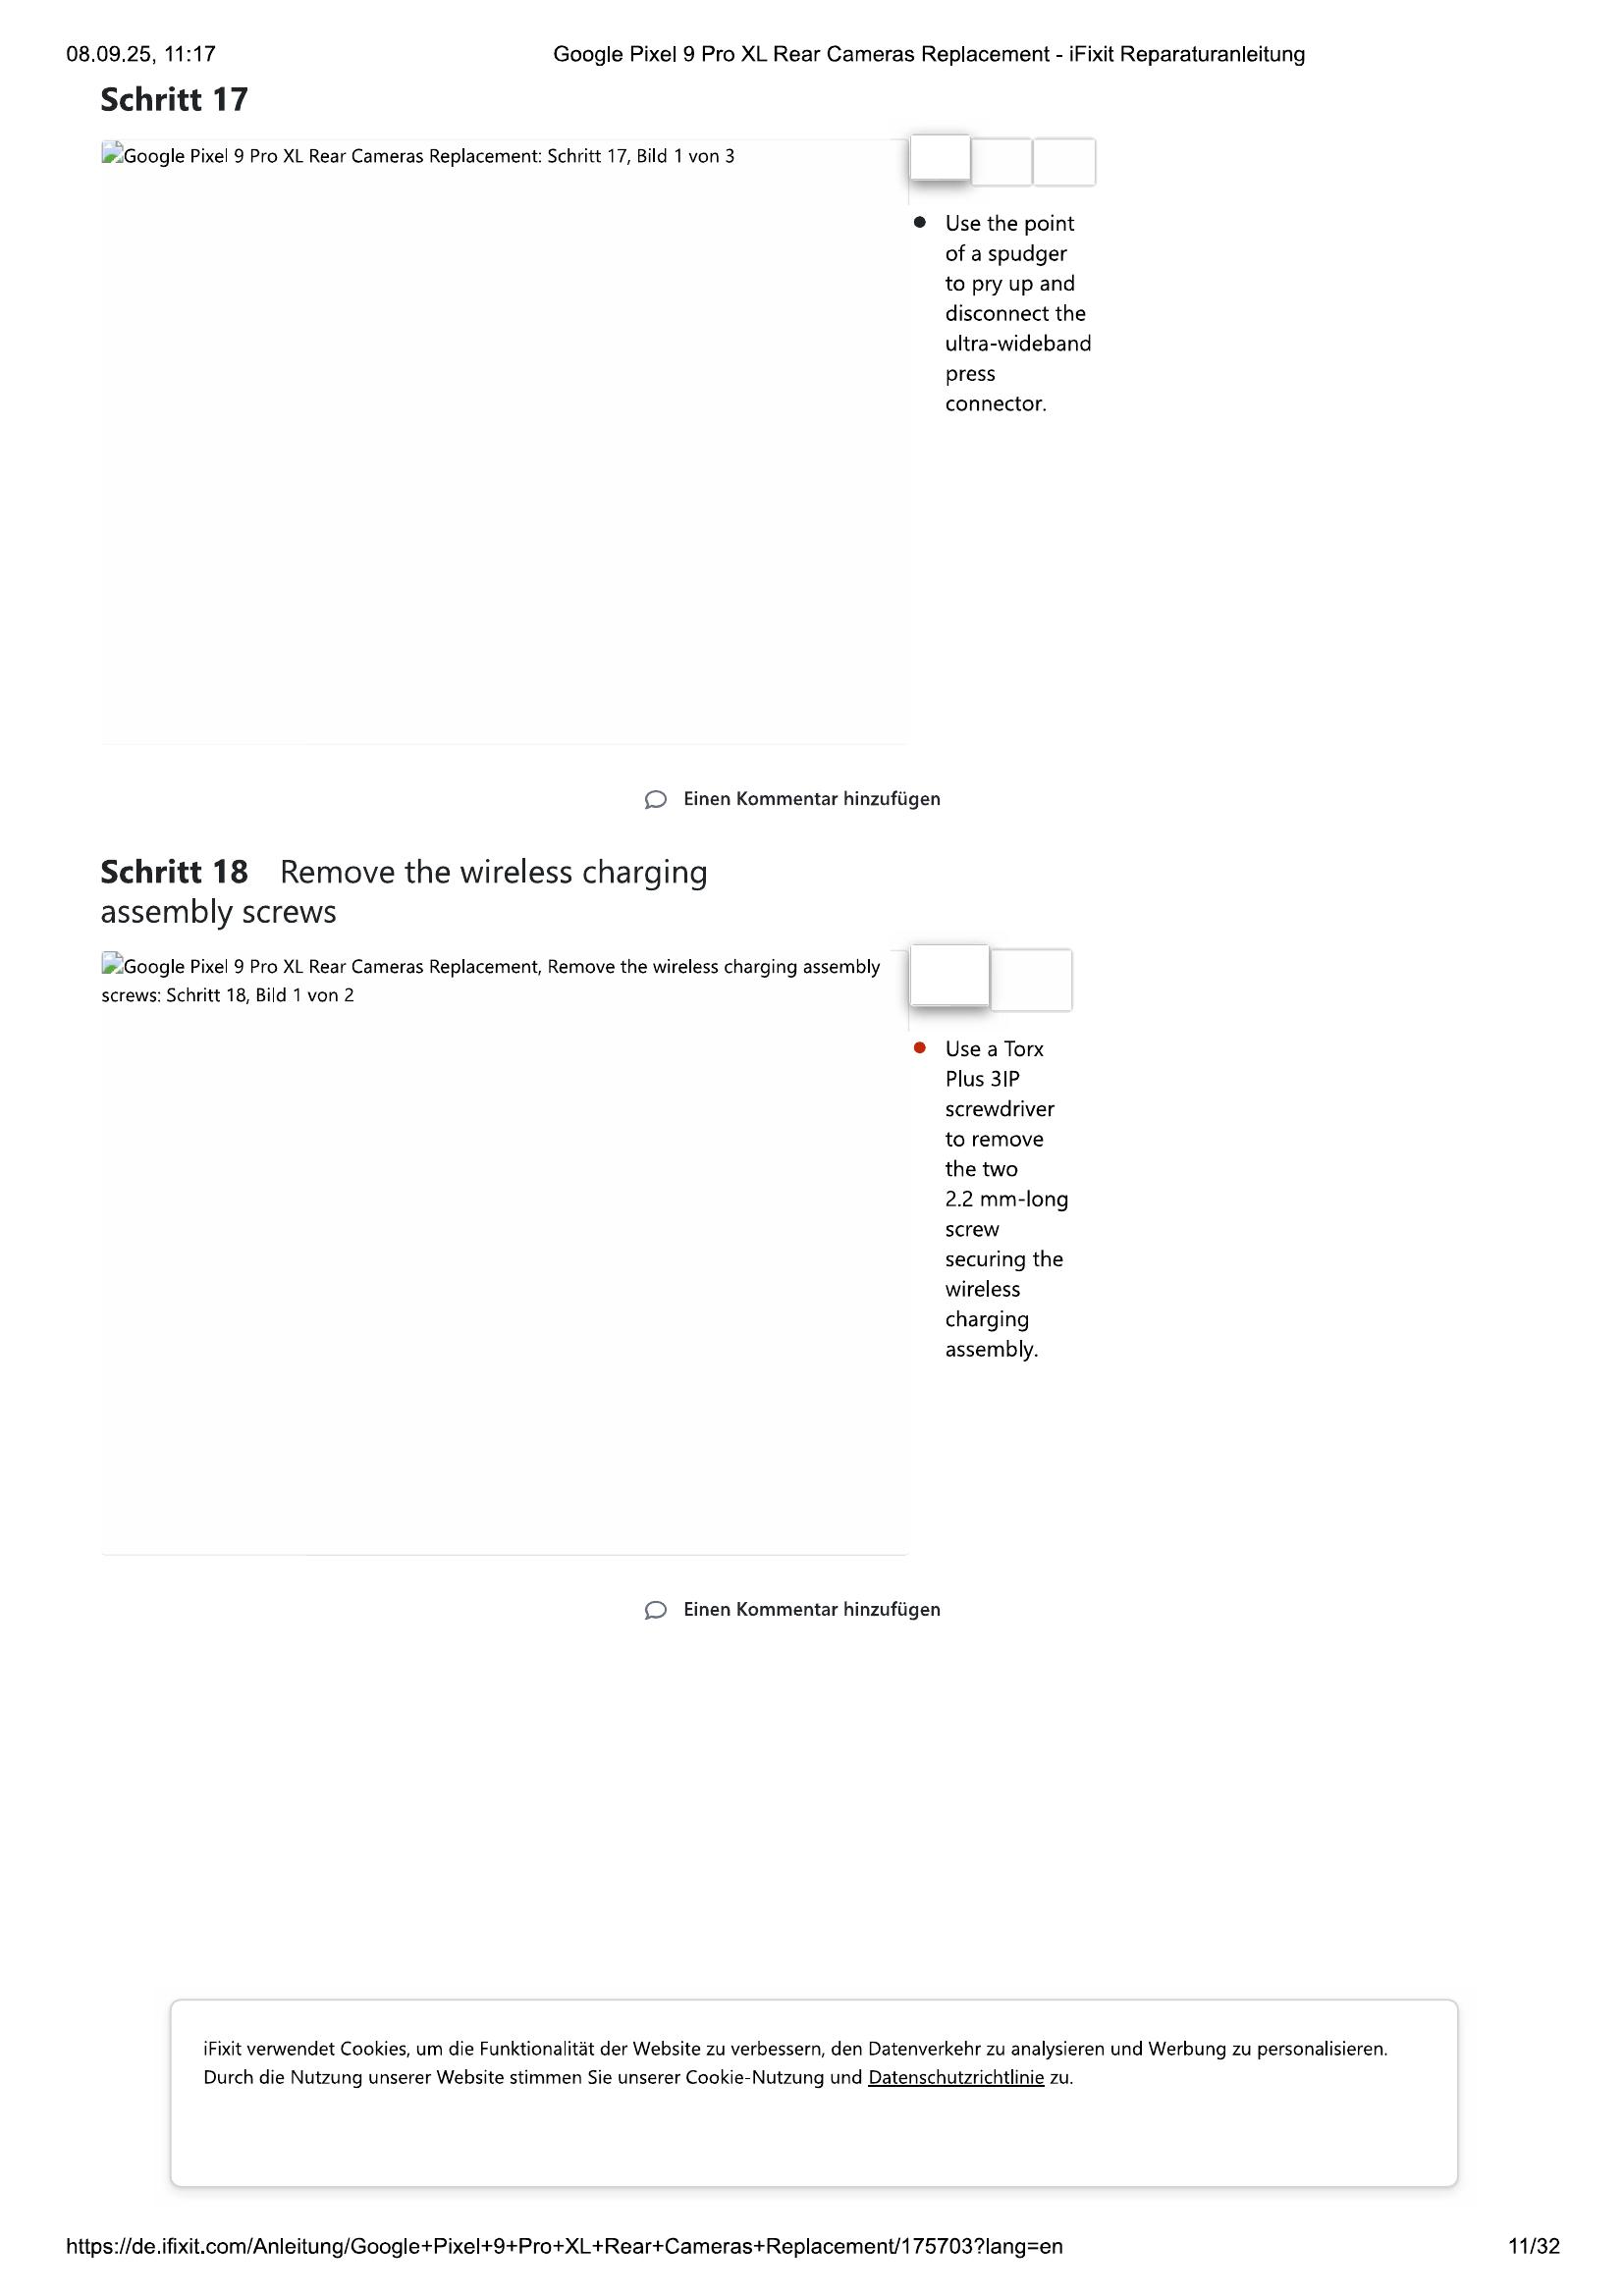 08.09.25, 11:17
Google Pixel 9 Pro XL Rear Cameras Replacement - iFixit Reparaturanleitung
Schritt 17
Google Pixel 9 Pro XL Rear Cameras Replacement: Schritt 17, Bild 1 von 3
Use the point
of a spudger
to pry up and
disconnect the
ultra-wideband
press
connector.
Einen Kommentar hinzufügen
Schritt 18 Remove the wireless charging
assembly screws
Google Pixel 9 Pro XL Rear Cameras Replacement, Remove the wireless charging assembly
screws: Schritt 18, Bild 1 von 2
Use a Torx
Plus 3IP
screwdriver
to remove
the two
2.2 mm-long
screw
securing the
wireless
charging
assembly.
Einen Kommentar hinzufügen
iFixit verwendet Cookies, um die Funktionalität der Website zu verbessern, den Datenverkehr zu analysieren und Werbung zu personalisieren.
Durch die Nutzung unserer Website stimmen Sie unserer Cookie-Nutzung und Datenschutzrichtlinie zu.
https://de.ifixit.com/Anleitung/Google+Pixel+9+Pro+XL+Rear+Cameras+Replacement/175703?lang=en
11/32